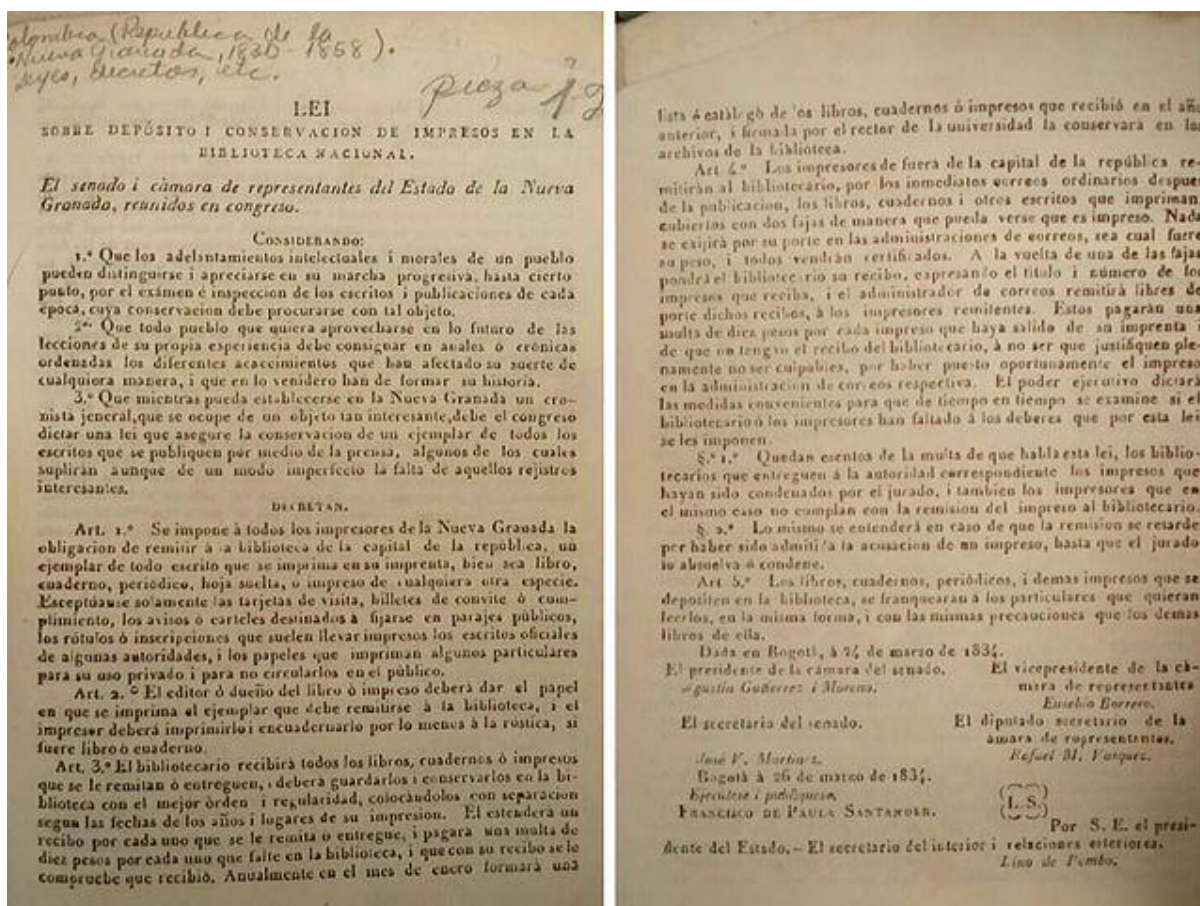 Colombia (Republica de la
Nueva Granada, 1830-1858).
Leyes, decretos, etc.
pieza
LEI
SOBRE DEPÓSITO I CONSERVACION DE IMPRESOS EN LA
BIBLIOTECA NACIONAL.
El senado i càmara de representantes del Estado de la Nueva
Granada, reunidos en congreso.
CONSIDERANDO:
1.° Que los adelantamientos intelectuales i morales de un pueblo
pueden distinguirse i apreciarse en su marcha progresiva, hasta cierto
punto, por el exámen é inspeccion de los escritos i publicaciones de cada
época, cuya conservacion debe procurarse con tal objeto.
2° Que todo pueblo que quiera aprovecharse en lo futuro de las
lecciones de su propia esperiencia debe consignar en anales ò crónicas
ordenadas los diferentes acaecimientos que han afectado su suerte de
cualquiera manera, i que en lo venidero han de formar su historia.
3.° Que mientras pueda establecerse en la Nueva Granada un cro-
nista jeneral, que se ocupe de un objeto tan interesante, debe el congreso
dictar una lei que asegure la conservacion de un ejemplar de todos los
escritos que se publiquen por medio de la prensa, algunos de los cuales
suplirán aunque de un modo imperfecto la falta de aquellos rejistros
interesantes.
DECRETAN.
Art. 1.° Se impone à todos los impresores de la Nueva Granada la
obligacion de remitir à la biblioteca de la capital de la república, un
ejemplar de todo escrito que se imprima en su imprenta, bien sea libro,
cuaderno, periódico, hoja suelta, o impreso de cualquiera otra especie.
Esceptúanse solamente las tarjetas de visita, billetes de convite ò cum-
plimiento, los avisos ò carteles destinados à fijarse en parajes públicos,
los rótulos ò inscripciones que suelen llevar impresos los escritos oficiales
de algunas autoridades, i los papeles que impriman algunos particulares
para su uso privado i para no circularlos en el público.
Art. 2.° El editor ò dueño del libro ò impreso deberá dar el papel
en que se imprima el ejemplar que debe remitirse à la biblioteca, i el
impresor deberá imprimirlo i encuadernarlo por lo menos à la rústica, si
fuere libro ò cuaderno.
Art. 3.° El bibliotecario recibirà todos los libros, cuadernos ò impresos
que se le remitan ò entreguen, i deberá guardarlos i conservarlos en la bi-
blioteca con el mejor òrden i regularidad, colocàndolos con separacion
segun las fechas de los años i lugares de su impresion. El estenderà un
recibo por cada uno que se le remita o entregue, i pagará una multa de
diez pesos por cada uno que falte en la biblioteca, i que con su recibo se le
compruebe que recibió. Anualmente en el mes de enero formarà una
lista ó catálogo de los libros, cuadernos ò impresos que recibió en el año
anterior, i firmada por el rector de la universidad la conservará en los
archivos de la biblioteca.
Art 4.° Los impresores de fuera de la capital de la república re-
mitirán al bibliotecario, por los inmediatos correos ordinarios despues
de la publicacion, los libros, cuadernos i otros escritos que impriman,
cubiertos con dos fajas de manera que pueda verse que es impreso. Nada
se exijirà por su porte en las administraciones de correos, sea cual fuere
su peso, i todos vendràn certificados. A la vuelta de una de las fajas
pondrá el bibliotecario su recibo, espresando el título i número de los
impresos que reciba, i el administrador de correos remitirà libres de
porte dichos recibos, à los impresores remitentes. Estos pagarán una
multa de diez pesos por cada impreso que haya salido de su imprenta i
de que no tengan el recibo del bibliotecario, à no ser que justifiquen ple-
namente no ser culpables, por haber puesto oportunamente el impreso
en la administracion de correos respectiva. El poder ejecutivo dictará
las medidas convenientes para que de tiempo en tiempo se examine si el
bibliotecario ò los impresores han faltado á los deberes que por esta lei
se les imponen.
§.° 1.° Quedan esentos de la multa de que habla esta lei, los biblio-
tecarios que entreguen á la autoridad correspondiente los impresos que
hayan sido condenados por el jurado, i tambien los impresores que en
el mismo caso no cumplan con la remision del impreso al bibliotecario.
§. 2.° Lo mismo se entenderá en caso de que la remision se retarde
por haber sido admitida la acusacion de un impreso, hasta que el jurado
lo absuelva ò condene.
Art 5.° Los libros, cuadernos, periódicos, i demas impresos que se
depositen en la biblioteca, se franquearan à los particulares que quieran
leerlos, en la misma forma, i con las mismas precauciones que los demas
libros de ella.
Dada en Bogotá, à 24 de marzo de 1834.
El presidente de la cámara del senado.
Agustin Gutierrez i Moreno.
El vicepresidente de la cà-
mara de representantes
Eusebio Borrero.
El secretario del senado.
José V. Martinez.
El diputado secretario de la
càmara de representantes.
Rafael M. Vasquez.
Bogotà à 26 de marzo de 1834.
Ejecútese i publíquese.
FRANCISCO DE PAULA SANTANDER.
(L. S.)
Por S. E. el presi-
dente del Estado.—El secretario del interior i relaciones esteriores.
Lino de Pombo.